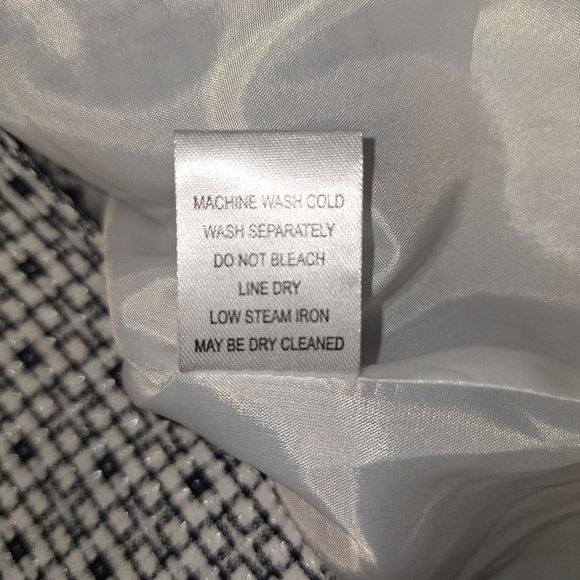 MACHINE WASH COLD
WASH SEPARATELY
DO NOT BLEACH
LINE DRY
LOW STEAM IRON
MAY BE DRY CLEANED